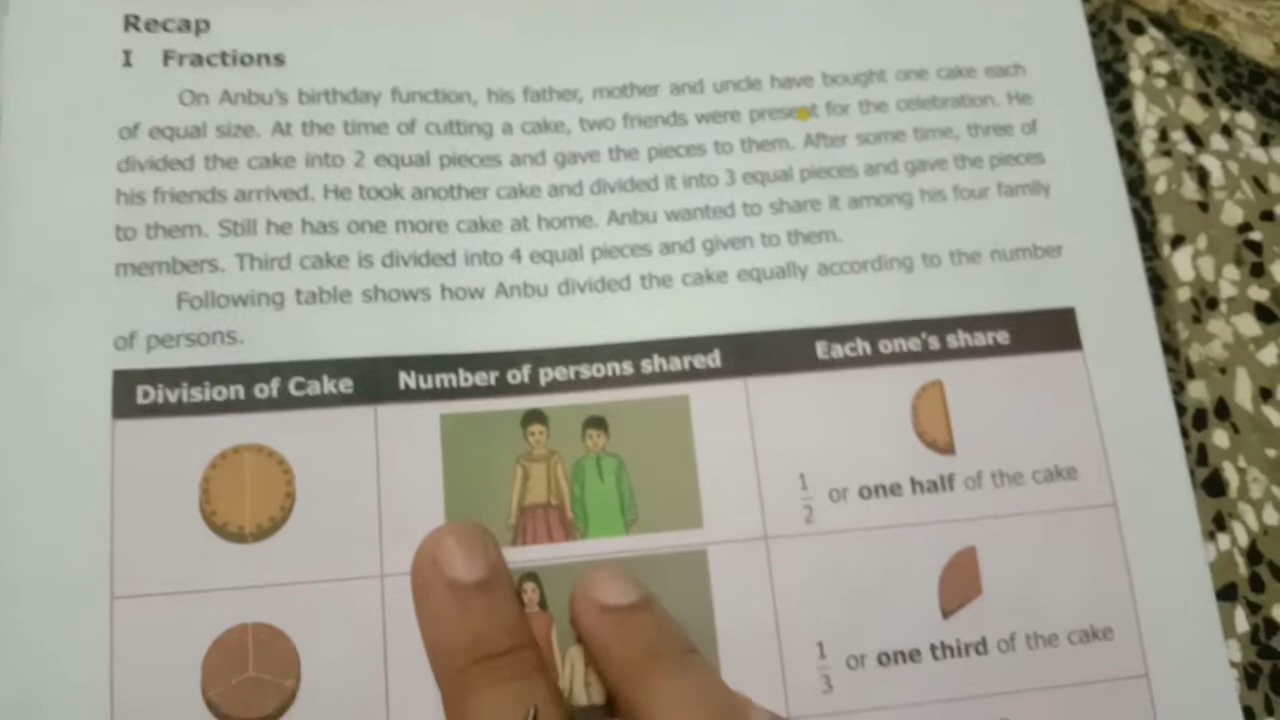 Recap
I Fractions
On Anbu's birthday function, his father, mother and uncle have bought one cake each
of equal size. At the time of cutting a cake, two friends were present for the celebration. He
divided the cake into 2 equal pieces and gave the pieces to them. After some time, three of
his friends arrived. He took another cake and divided it into 3 equal pieces and gave the pieces
to them. Still he has one more cake at home. Anbu wanted to share it among his four family
members. Third cake is divided into 4 equal pieces and given to them.
Following table shows how Anbu divided the cake equally according to the number
of persons.
Division of Cake Number of persons shared Each one's share
1/2 or one half of the cake
1/3 or one third of the cake